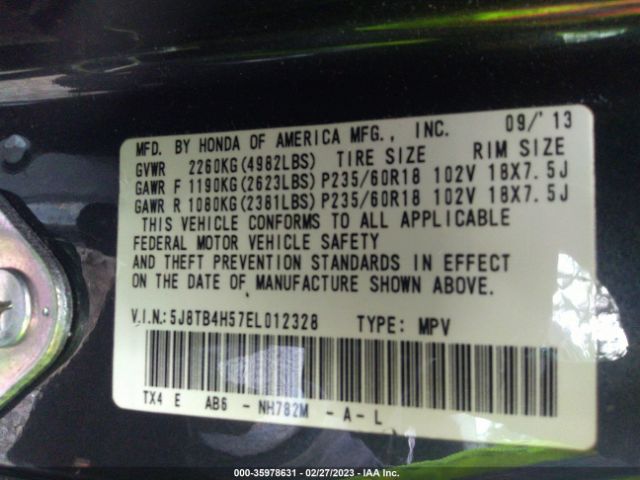 MFD. BY HONDA OF AMERICA MFG., INC. 09/'13
GVWR 2260KG(4982LBS) TIRE SIZE RIM SIZE
GAWR F 1190KG(2623LBS)P235/60R18 102V 18X7.5J
GAWR R 1080KG(2381LBS)P235/60R18 102V 18X7.5J
THIS VEHICLE CONFORMS TO ALL APPLICABLE
FEDERAL MOTOR VEHICLE SAFETY
AND THEFT PREVENTION STANDARDS IN EFFECT
ON THE DATE OF MANUFACTURE SHOWN ABOVE.
V.I.N.:5J8TB4H57EL012328 TYPE: MPV
TX4 E AB6 - NH782M - A - L
000-35978631 - 02/27/2023 - IAA Inc.